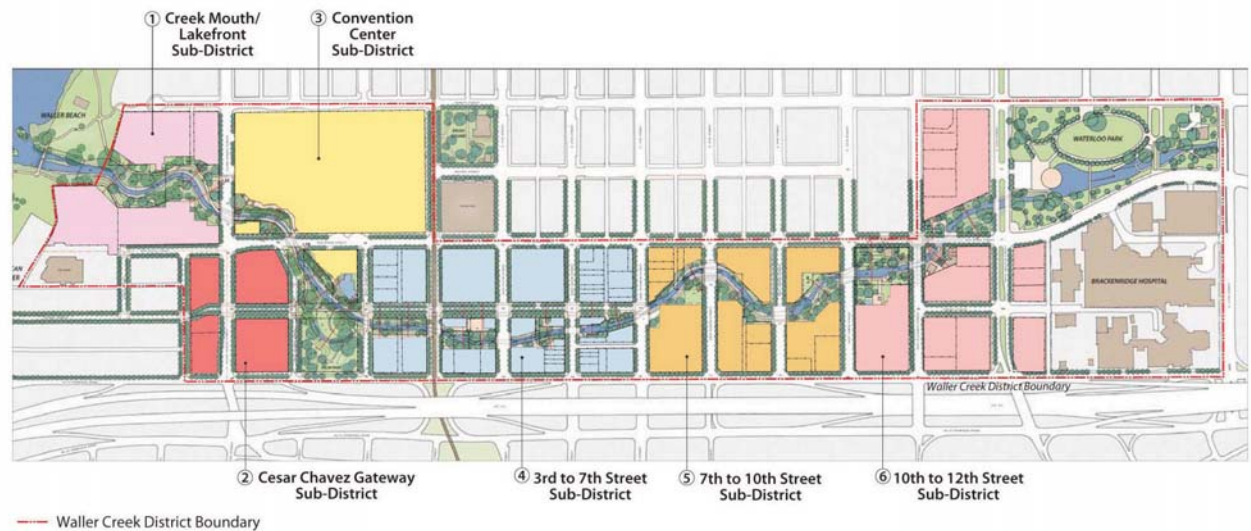 ① Creek Mouth/
Lakefront
Sub-District
③ Convention
Center
Sub-District
WALLER BEACH
WATERLOO PARK
BRACKENRIDGE HOSPITAL
Waller Creek District Boundary
② Cesar Chavez Gateway
Sub-District
④ 3rd to 7th Street
Sub-District
⑤ 7th to 10th Street
Sub-District
⑥ 10th to 12th Street
Sub-District
Waller Creek District Boundary